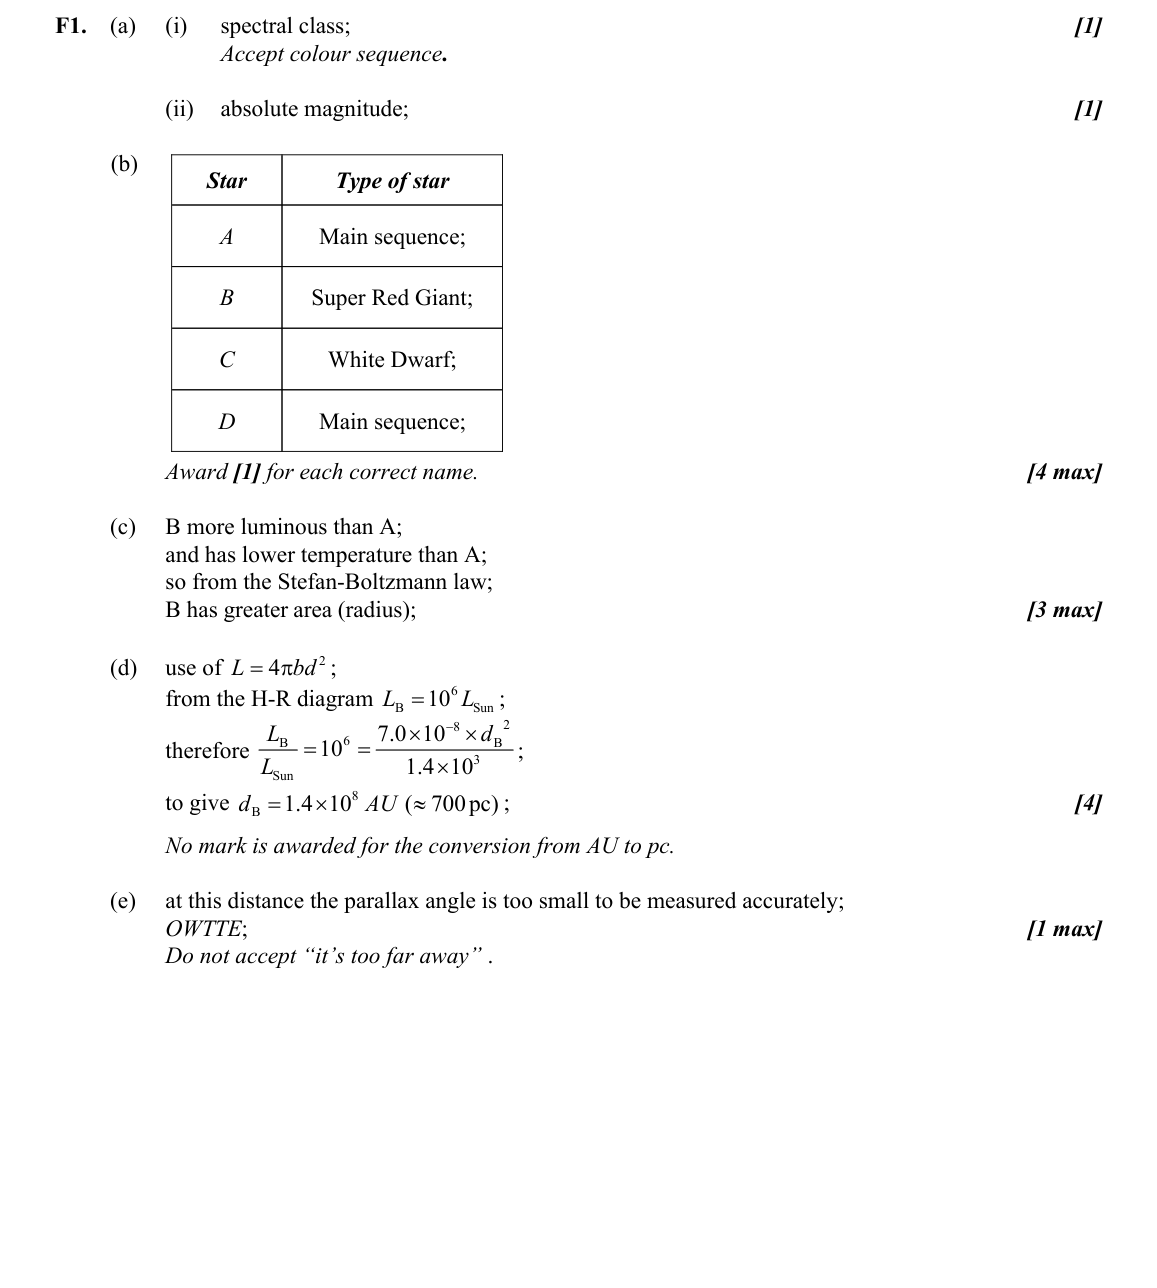 F1. (a) (i) spectral class; [1]
Accept colour sequence.
(ii) absolute magnitude; [1]
(b)
Star Type of star
A Main sequence;
B Super Red Giant;
C White Dwarf;
D Main sequence;
Award [1] for each correct name. [4 max]
(c) B more luminous than A;
and has lower temperature than A;
so from the Stefan-Boltzmann law;
B has greater area (radius); [3 max]
(d) use of L = 4πbd²;
from the H-R diagram L_B = 10⁶ L_Sun;
therefore L_B / L_Sun = 10⁶ = 7.0×10⁻⁸ × d_B² / 1.4×10³;
to give d_B = 1.4×10⁸ AU (≈ 700 pc); [4]
No mark is awarded for the conversion from AU to pc.
(e) at this distance the parallax angle is too small to be measured accurately;
OWTTE; [1 max]
Do not accept “it’s too far away”.